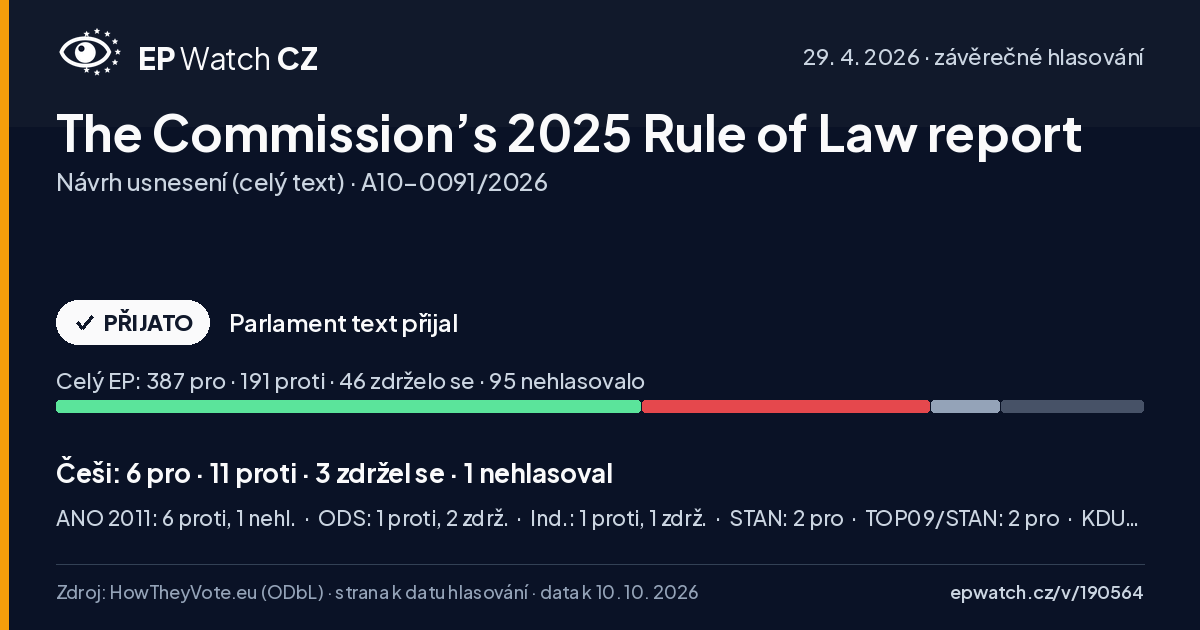 EP Watch CZ
29. 4. 2026 · závěrečné hlasování
The Commission’s 2025 Rule of Law report
Návrh usnesení (celý text) · A10–0091/2026
✓ PŘIJATO Parlament text přijal
Celý EP: 387 pro · 191 proti · 46 zdrželo se · 95 nehlasovalo
Češi: 6 pro · 11 proti · 3 zdržel se · 1 nehlasoval
ANO 2011: 6 proti, 1 nehl. · ODS: 1 proti, 2 zdrž. · Ind.: 1 proti, 1 zdrž. · STAN: 2 pro · TOP09/STAN: 2 pro · KDU…
Zdroj: HowTheyVote.eu (ODbL) · strana k datu hlasování · data k 10. 10. 2026
epwatch.cz/v/190564